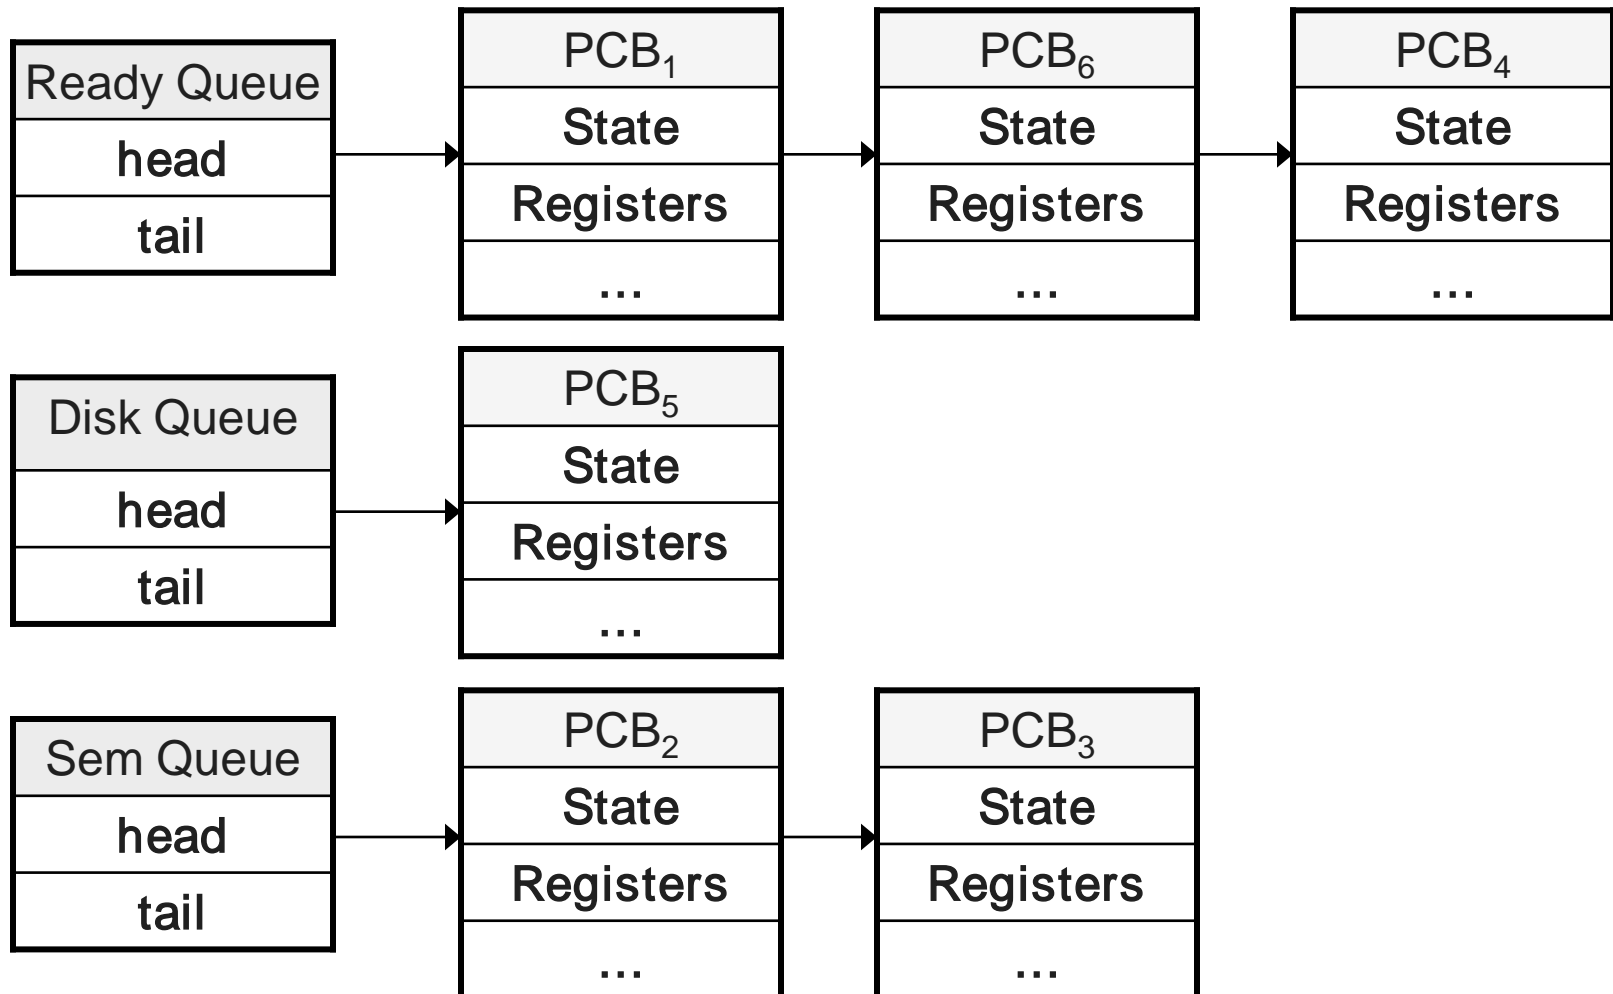 Ready Queue
head
tail
PCB₁
State
Registers
...
PCB₆
State
Registers
...
PCB₄
State
Registers
...
Disk Queue
head
tail
PCB₅
State
Registers
...
Sem Queue
head
tail
PCB₂
State
Registers
...
PCB₃
State
Registers
...